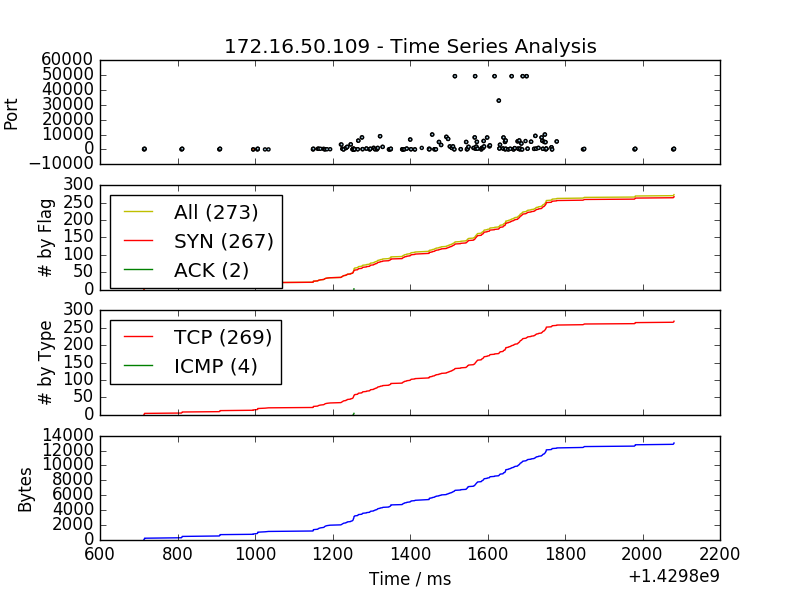 172.16.50.109 - Time Series Analysis
Port
60000
50000
40000
30000
20000
10000
0
−10000
# by Flag
300
250
200
150
100
50
0
All (273)
SYN (267)
ACK (2)
# by Type
300
250
200
150
100
50
0
TCP (269)
ICMP (4)
Bytes
14000
12000
10000
8000
6000
4000
2000
0
600 800 1000 1200 1400 1600 1800 2000 2200
Time / ms
+1.4298e9